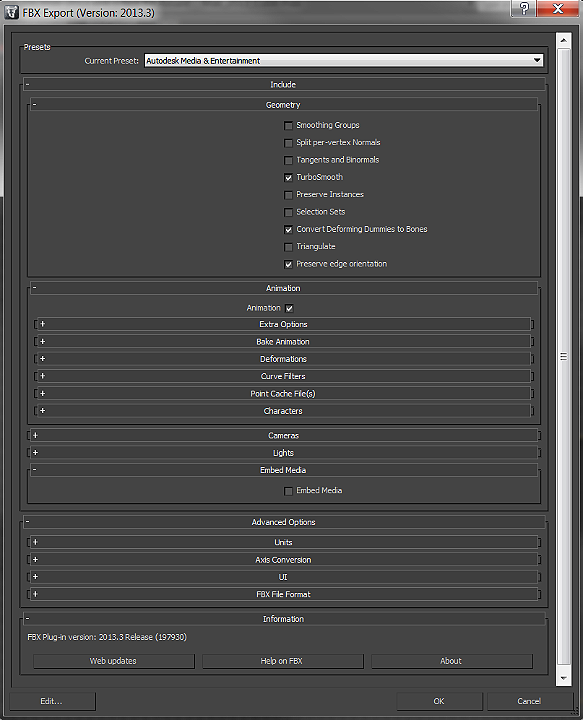 FBX Export (Version: 2013.3)
Presets
Current Preset: Autodesk Media & Entertainment
- Include
- Geometry
Smoothing Groups
Split per-vertex Normals
Tangents and Binormals
TurboSmooth
Preserve Instances
Selection Sets
Convert Deforming Dummies to Bones
Triangulate
Preserve edge orientation
- Animation
Animation
+ Extra Options
+ Bake Animation
+ Deformations
+ Curve Filters
+ Point Cache File(s)
+ Characters
+ Cameras
+ Lights
- Embed Media
Embed Media
- Advanced Options
+ Units
+ Axis Conversion
+ UI
+ FBX File Format
- Information
FBX Plug-in version: 2013.3 Release (197930)
Web updates Help on FBX About
Edit... OK Cancel